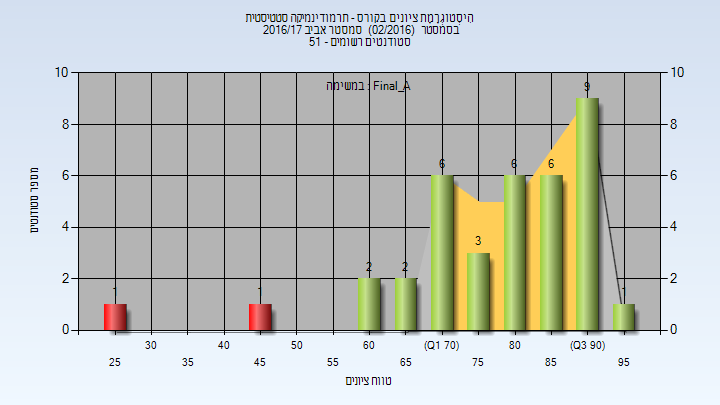 היסטוגרמת ציונים בקורס - תרמודינמיקה סטטיסטית
בסמסטר (02/2016) סמסטר אביב 2016/17
סטודנטים רשומים - 51
במשימה : Final_A
10 10
8 8
6 6
4 4
2 2
0 0
מספר סטודנטים
1 1 2 2 6 3 6 6 9 1
30 40 50 60 (Q1 70) 80 (Q3 90)
25 35 45 55 65 75 85 95
טווח ציונים